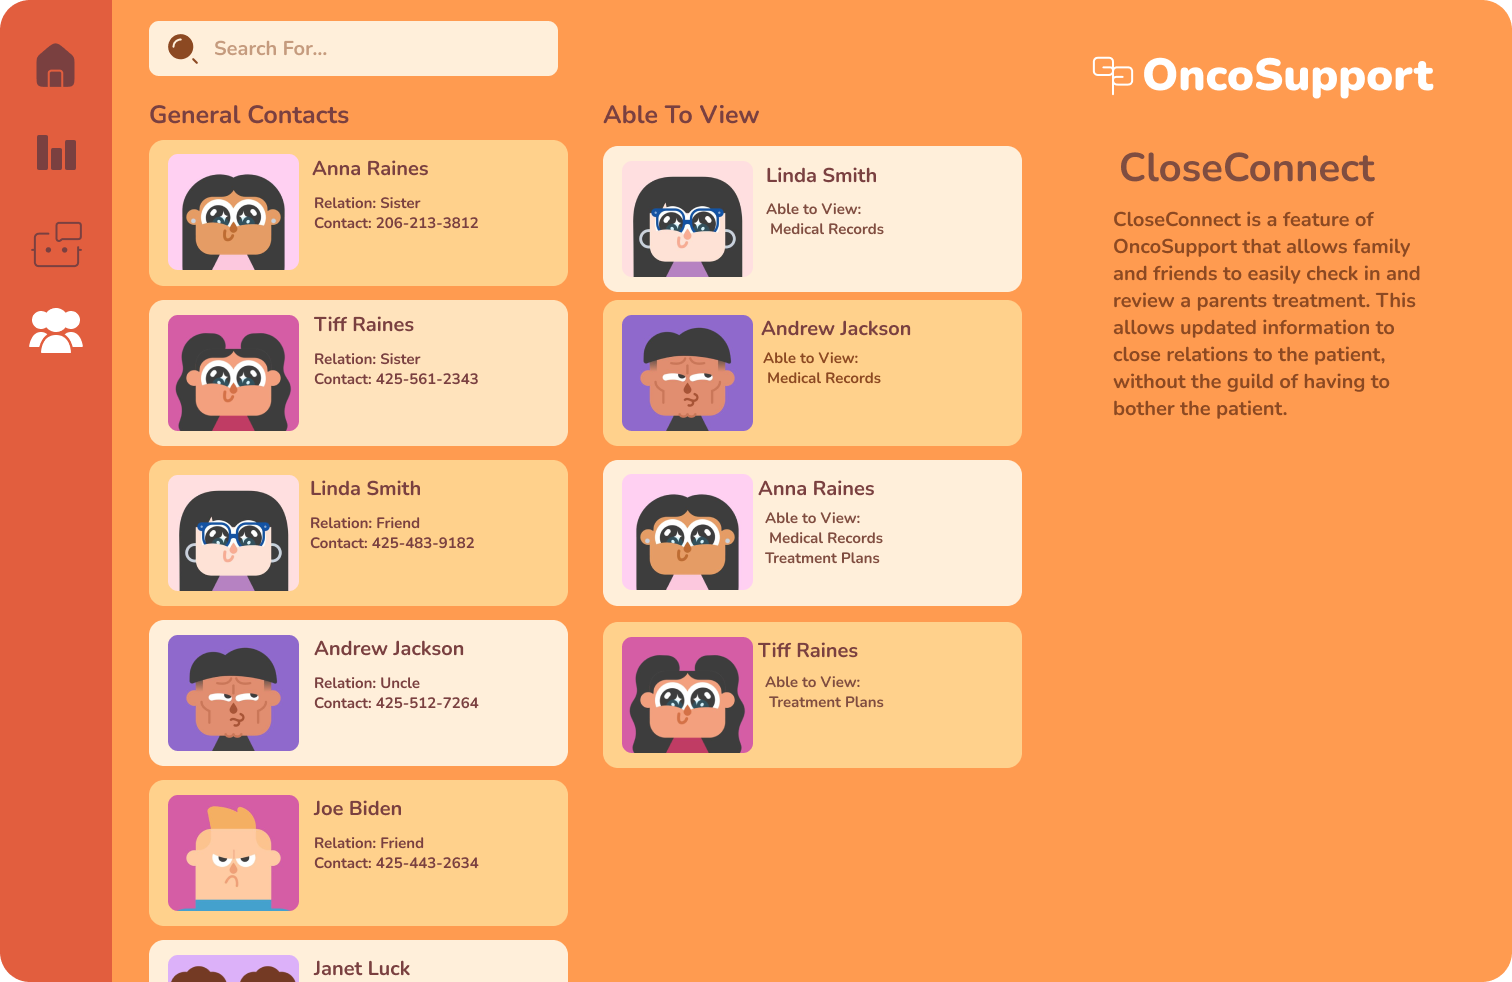 Search For...
General Contacts
Anna Raines
Relation: Sister
Contact: 206-213-3812
Tiff Raines
Relation: Sister
Contact: 425-561-2343
Linda Smith
Relation: Friend
Contact: 425-483-9182
Andrew Jackson
Relation: Uncle
Contact: 425-512-7264
Joe Biden
Relation: Friend
Contact: 425-443-2634
Janet Luck
Able To View
Linda Smith
Able to View:
Medical Records
Andrew Jackson
Able to View:
Medical Records
Anna Raines
Able to View:
Medical Records
Treatment Plans
Tiff Raines
Able to View:
Treatment Plans
OncoSupport
CloseConnect
CloseConnect is a feature of
OncoSupport that allows family
and friends to easily check in and
review a parents treatment. This
allows updated information to
close relations to the patient,
without the guild of having to
bother the patient.